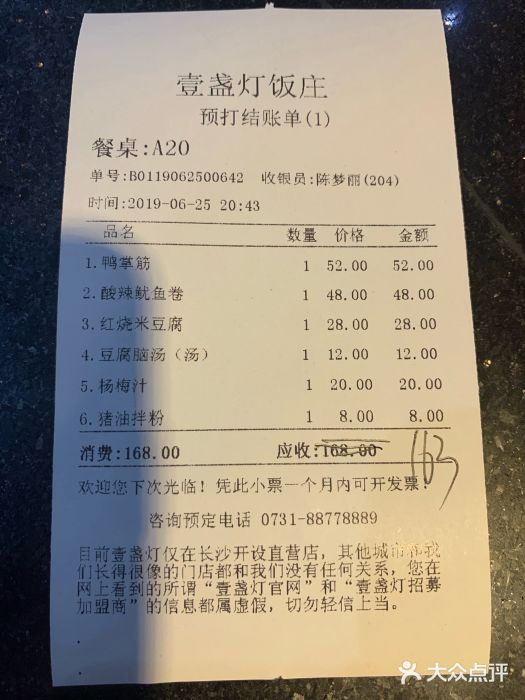 壹盏灯饭庄
预打结账单(1)
餐桌:A20
单号:B0119062500642 收银员:陈梦丽(204)
时间:2019-06-25 20:43
品名 数量 价格 金额
1.鸭掌筋 1 52.00 52.00
2.酸辣鱿鱼卷 1 48.00 48.00
3.红烧米豆腐 1 28.00 28.00
4.豆腐脑汤（汤） 1 12.00 12.00
5.杨梅汁 1 20.00 20.00
6.猪油拌粉 1 8.00 8.00
消费:168.00 应收:168.00 163
欢迎您下次光临！凭此小票一个月内可开发票！
咨询预定电话 0731-88778889
目前壹盏灯仅在长沙开设直营店，其他城市和我
们长得很像的门店都和我们没有任何关系，您在
网上看到的所谓“壹盏灯官网”和“壹盏灯招募
加盟商”的信息都属虚假，切勿轻信上当。
大众点评